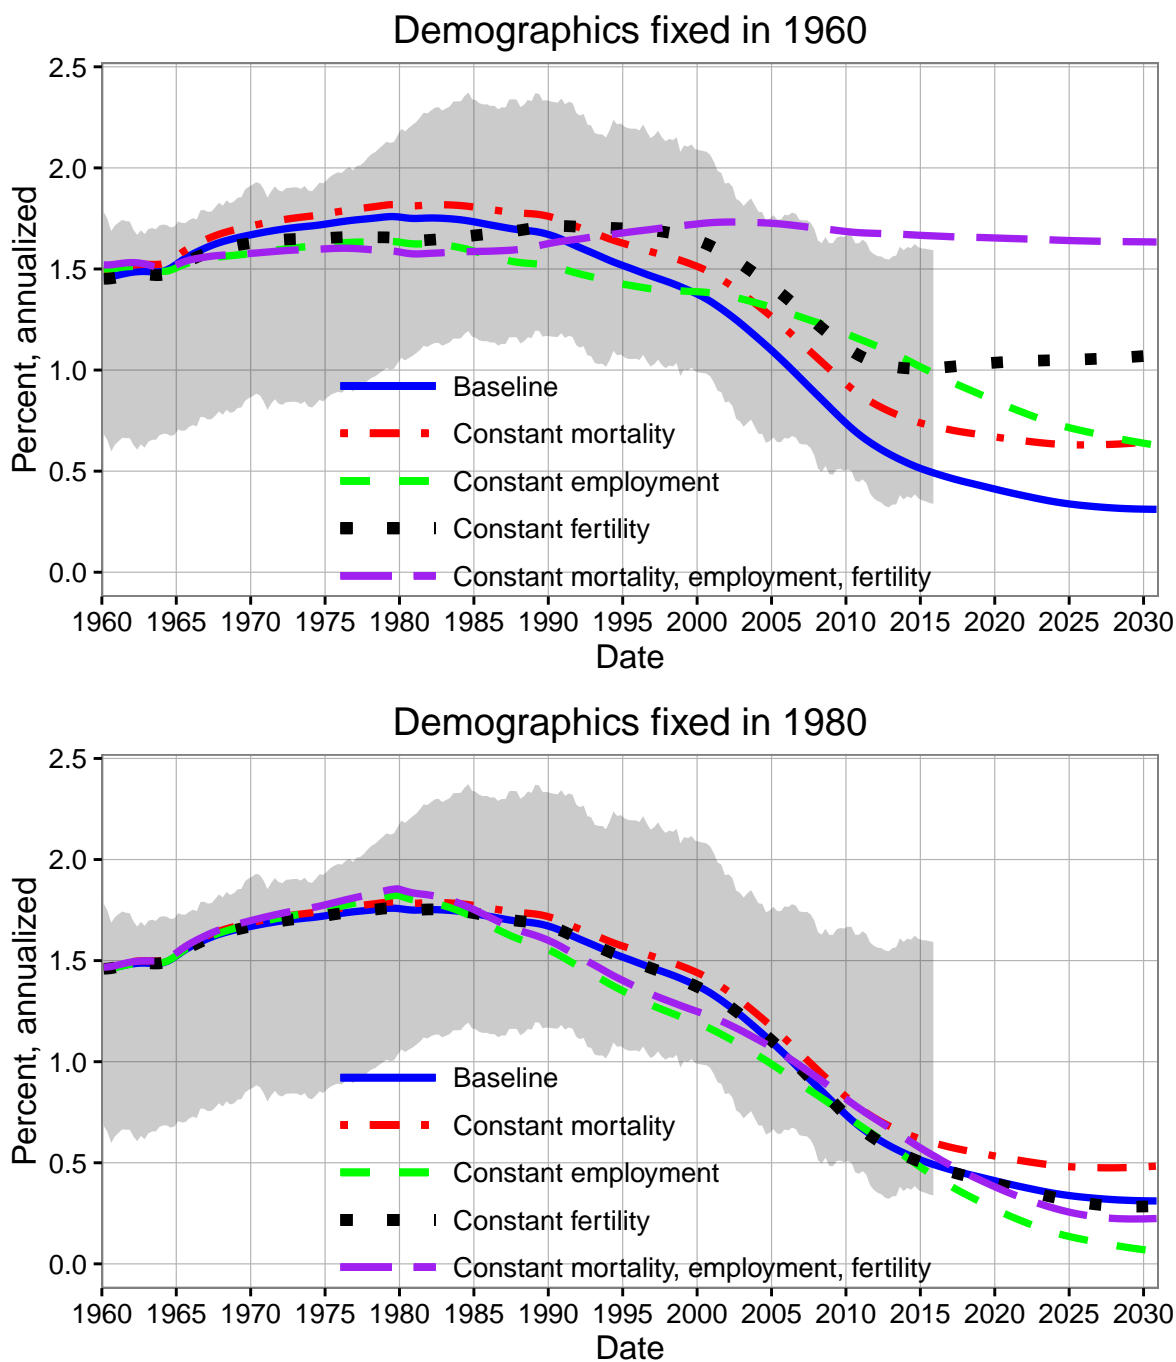 Demographics fixed in 1960
Percent, annualized
2.5
2.0
1.5
1.0
0.5
0.0
Baseline
Constant mortality
Constant employment
Constant fertility
Constant mortality, employment, fertility
1960 1965 1970 1975 1980 1985 1990 1995 2000 2005 2010 2015 2020 2025 2030
Date
Demographics fixed in 1980
Percent, annualized
2.5
2.0
1.5
1.0
0.5
0.0
Baseline
Constant mortality
Constant employment
Constant fertility
Constant mortality, employment, fertility
1960 1965 1970 1975 1980 1985 1990 1995 2000 2005 2010 2015 2020 2025 2030
Date